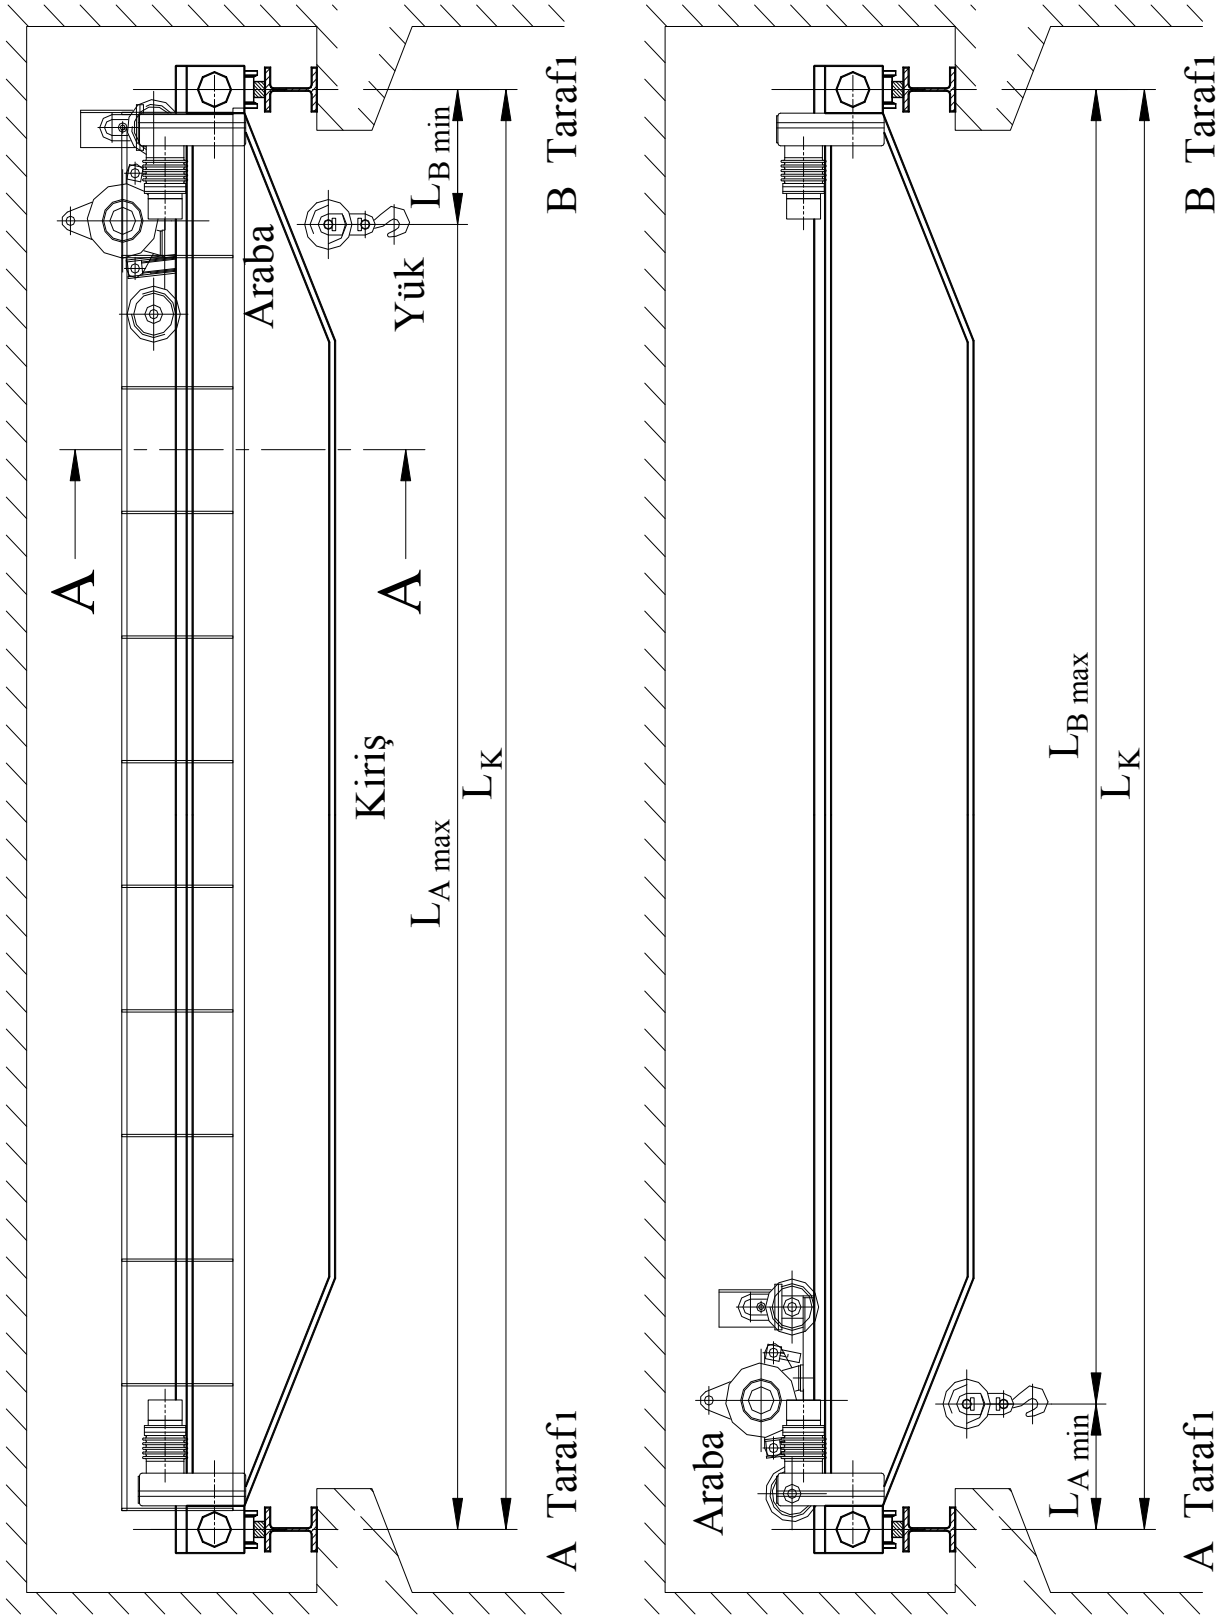 A
A
Araba
Yük
Kiriş
L_B min
L_A max
L_K
A Tarafı
B Tarafı
Araba
L_A min
L_B max
L_K
A Tarafı
B Tarafı